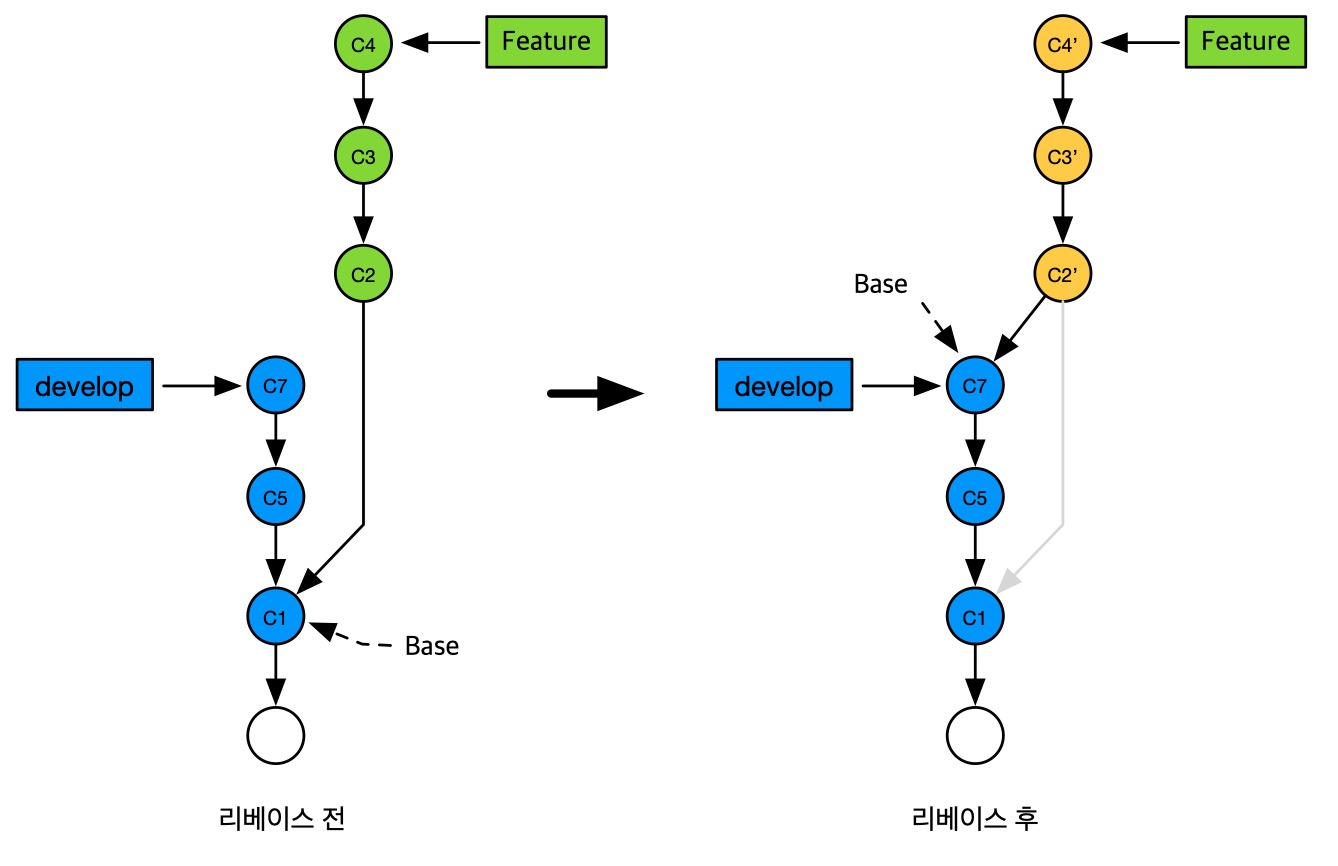 C4
Feature
C3
C2
develop
C7
C5
C1
Base
리베이스 전
C4’
Feature
C3’
C2’
Base
develop
C7
C5
C1
리베이스 후